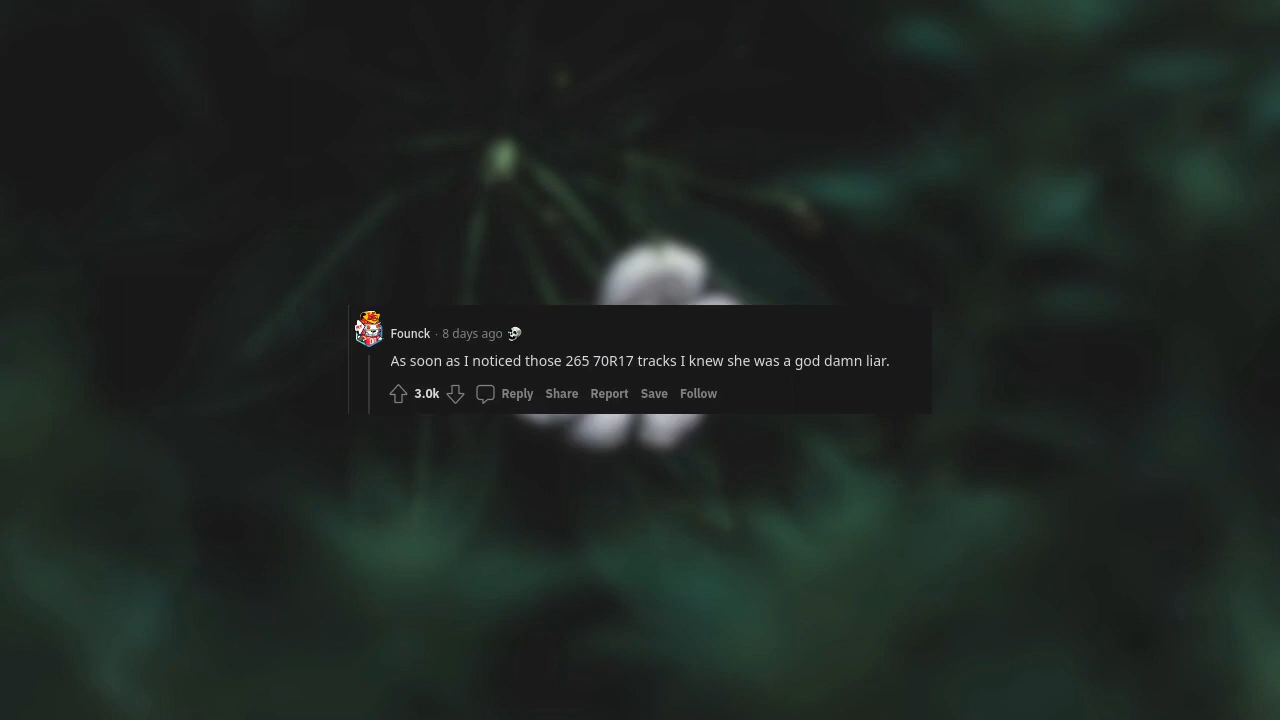 Founck · 8 days ago
As soon as I noticed those 265 70R17 tracks I knew she was a god damn liar.
3.0k Reply Share Report Save Follow